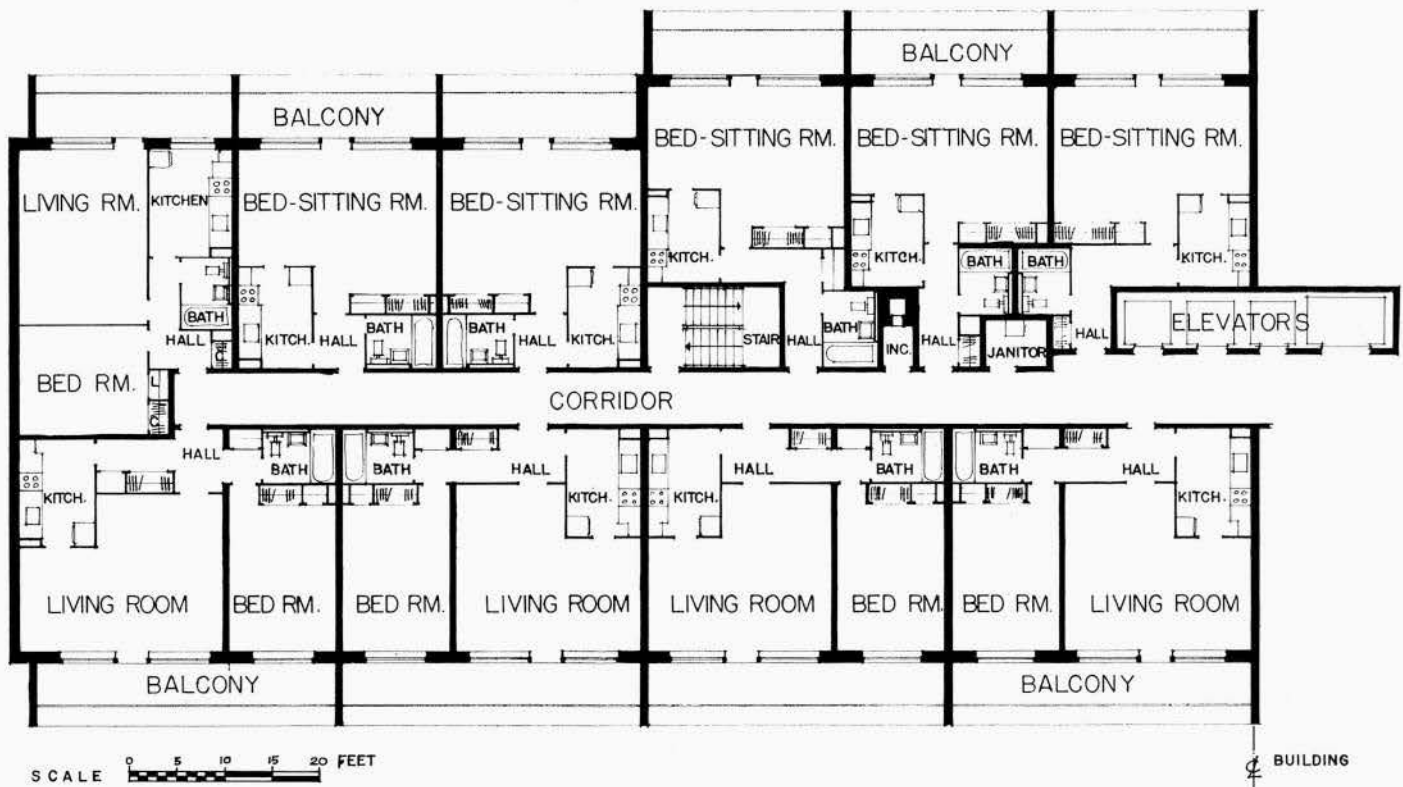 BALCONY
BALCONY
BED-SITTING RM.
BED-SITTING RM.
BED-SITTING RM.
LIVING RM.
KITCHEN
BED-SITTING RM.
BED-SITTING RM.
KITCH.
KITCH.
KITCH.
BATH
BATH
BATH
HALL
BED RM.
KITCH.
HALL
BATH
BATH
HALL
KITCH.
STAIR
HALL
BATH
INC.
HALL
JANITOR
HALL
ELEVATORS
L
C
C
CORRIDOR
HALL
BATH
BATH
HALL
HALL
BATH
BATH
HALL
KITCH.
KITCH.
KITCH.
KITCH.
LIVING ROOM
BED RM.
BED RM.
LIVING ROOM
LIVING ROOM
BED RM.
BED RM.
LIVING ROOM
BALCONY
BALCONY
SCALE 0 5 10 15 20 FEET
℄ BUILDING